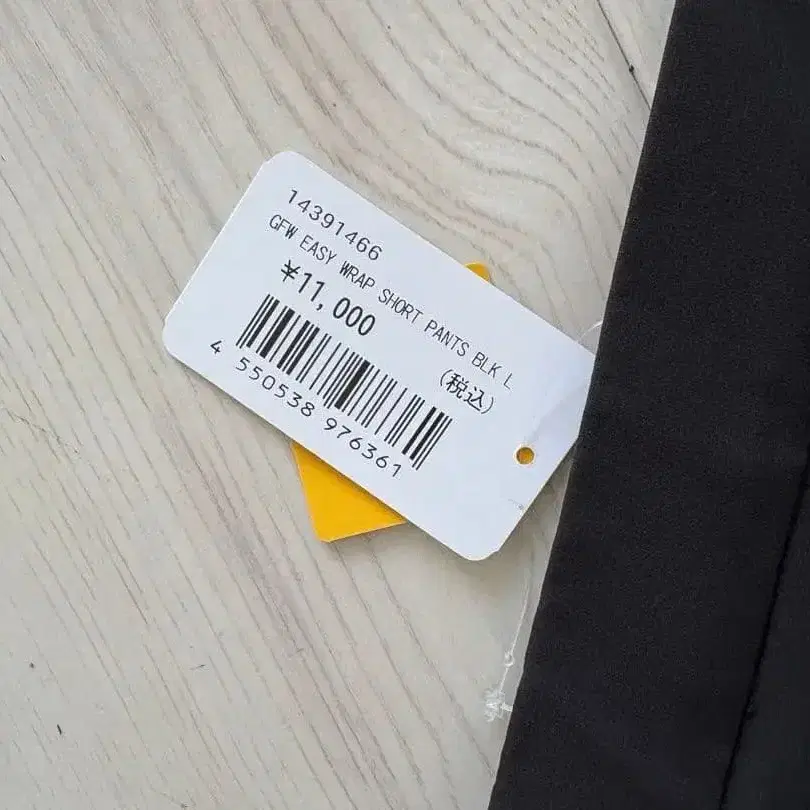 14391466
GFW EASY WRAP SHORT PANTS BLK L
¥11,000
(税込)
4 550538 976361